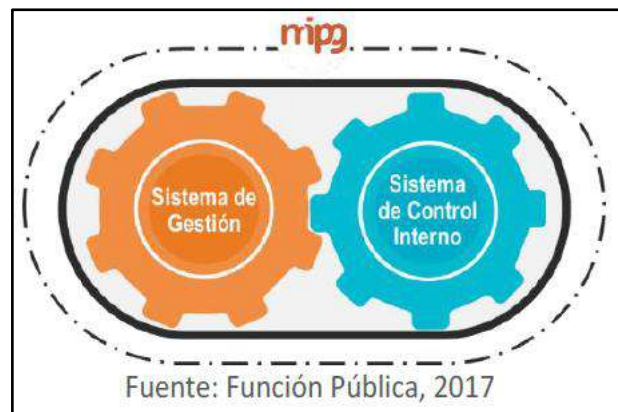 mipg
Sistema de
Gestión
Sistema
de Control
Interno
Fuente: Función Pública, 2017